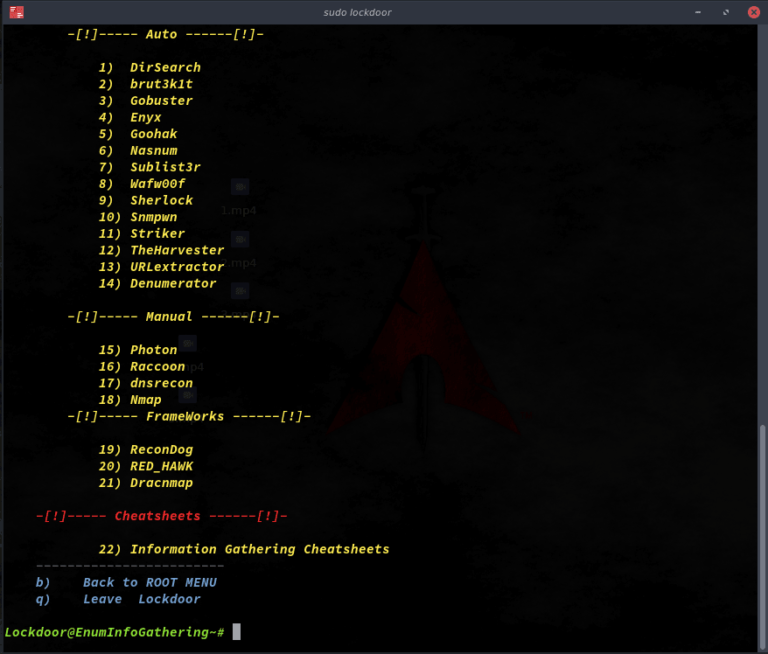 sudo lockdoor
-[!]----- Auto ------[!]-
1) DirSearch
2) brut3k1t
3) Gobuster
4) Enyx
5) Goohak
6) Nasnum
7) Sublist3r
8) Wafw00f
9) Sherlock
10) Snmpwn
11) Striker
12) TheHarvester
13) URLextractor
14) Denumerator
1.mp4
.mp4
-[!]----- Manual ------[!]-
15) Photon
16) Raccoon
17) dnsrecon
18) Nmap
-[!]----- FrameWorks ------[!]-
19) ReconDog
20) RED_HAWK
21) Dracnmap
-[!]----- Cheatsheets ------[!]-
22) Information Gathering Cheatsheets
------------------------
b) Back to ROOT MENU
q) Leave Lockdoor
Lockdoor@EnumInfoGathering~#